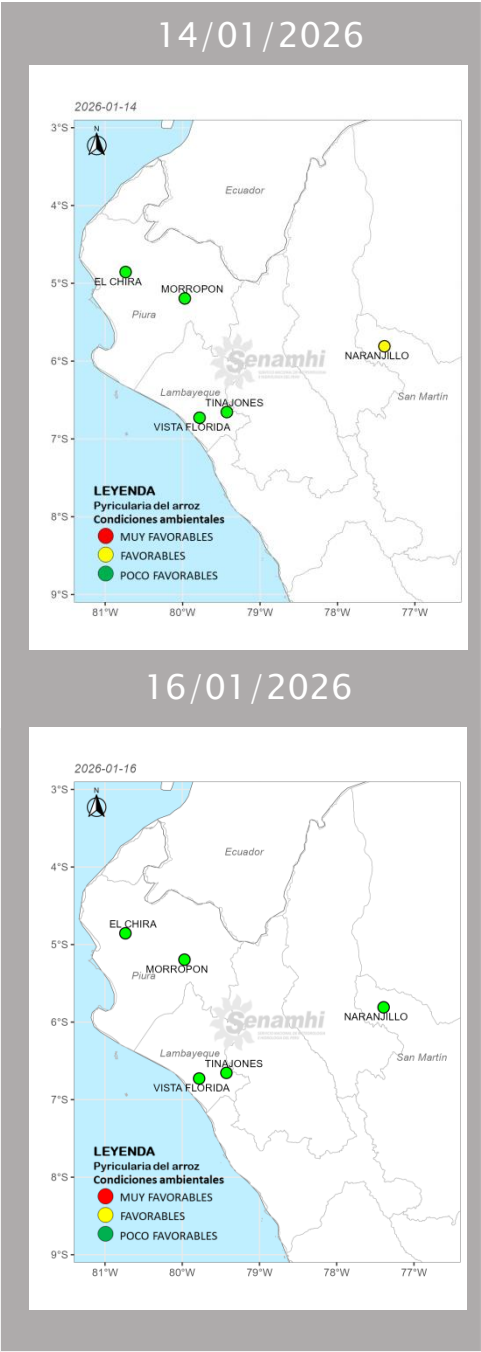 14/01/2026
2026-01-14
3°S
N
Ecuador
4°S
EL CHIRA
5°S
MORROPON
Piura
NARANJILLO
6°S
Senamhi
Lambayeque
San Martín
TINAJONES
VISTA FLORIDA
7°S
LEYENDA
Pyricularia del arroz
Condiciones ambientales
8°S
MUY FAVORABLES
FAVORABLES
POCO FAVORABLES
9°S
81°W 80°W 79°W 78°W 77°W
16/01/2026
2026-01-16
3°S
N
Ecuador
4°S
EL CHIRA
5°S
MORROPON
Piura
NARANJILLO
6°S
Senamhi
Lambayeque
San Martín
TINAJONES
VISTA FLORIDA
7°S
LEYENDA
Pyricularia del arroz
Condiciones ambientales
8°S
MUY FAVORABLES
FAVORABLES
POCO FAVORABLES
9°S
81°W 80°W 79°W 78°W 77°W